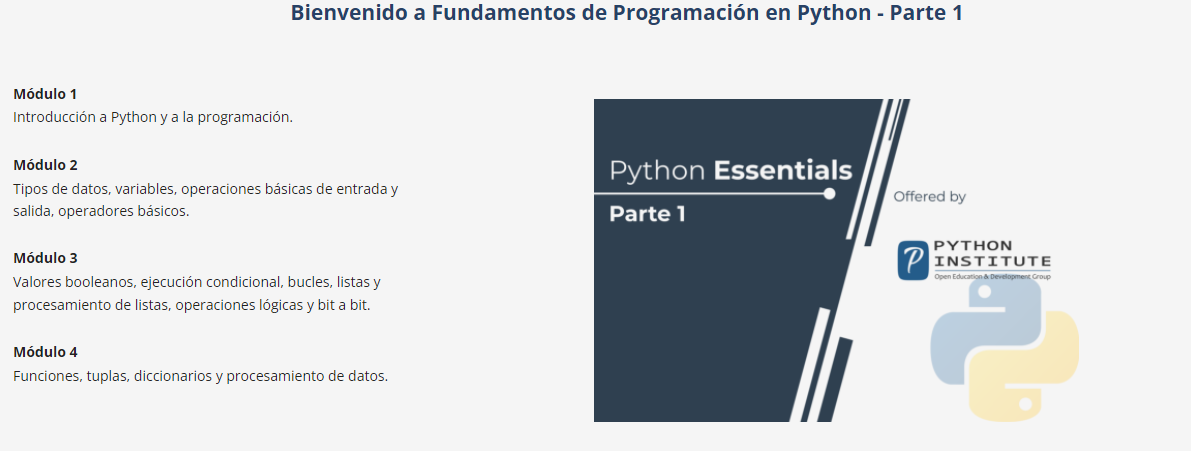 Bienvenido a Fundamentos de Programación en Python - Parte 1
Módulo 1
Introducción a Python y a la programación.
Módulo 2
Tipos de datos, variables, operaciones básicas de entrada y
salida, operadores básicos.
Módulo 3
Valores booleanos, ejecución condicional, bucles, listas y
procesamiento de listas, operaciones lógicas y bit a bit.
Módulo 4
Funciones, tuplas, diccionarios y procesamiento de datos.
Python Essentials
Parte 1
Offered by
PYTHON
INSTITUTE
Open Education & Development Group